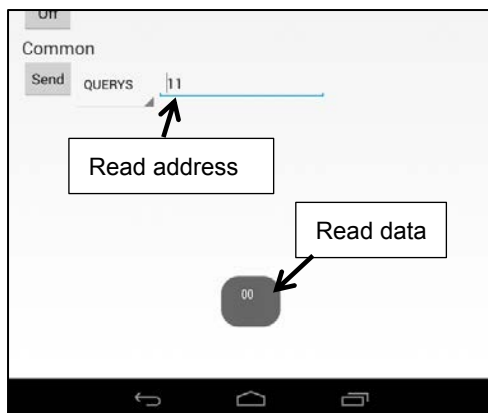 Off
Common
Send QUERYS 11
Read address
Read data
00